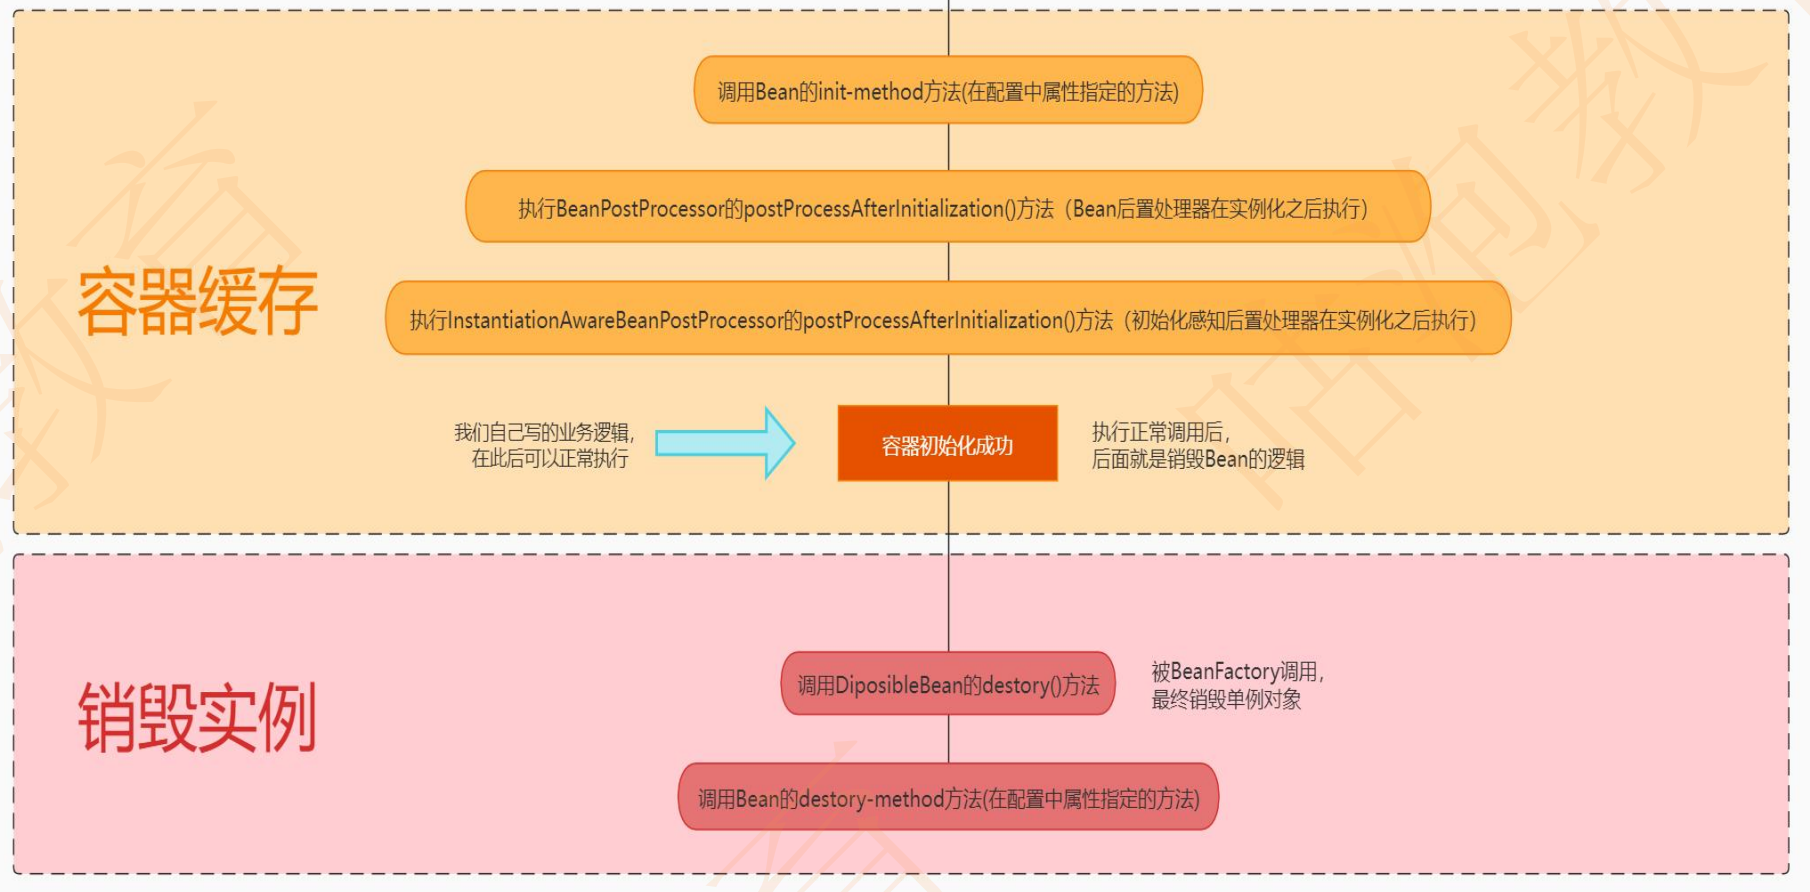 调用Bean的init-method方法(在配置中属性指定的方法)
执行BeanPostProcessor的postProcessAfterInitialization()方法（Bean后置处理器在实例化之后执行）
容器缓存
执行InstantiationAwareBeanPostProcessor的postProcessAfterInitialization()方法（初始化感知后置处理器在实例化之后执行）
我们自己写的业务逻辑，
在此后可以正常执行
容器初始化成功
执行正常调用后，
后面就是销毁Bean的逻辑
销毁实例
调用DiposibleBean的destory()方法
被BeanFactory调用，
最终销毁单例对象
调用Bean的destory-method方法(在配置中属性指定的方法)
教育
咕泡教
育